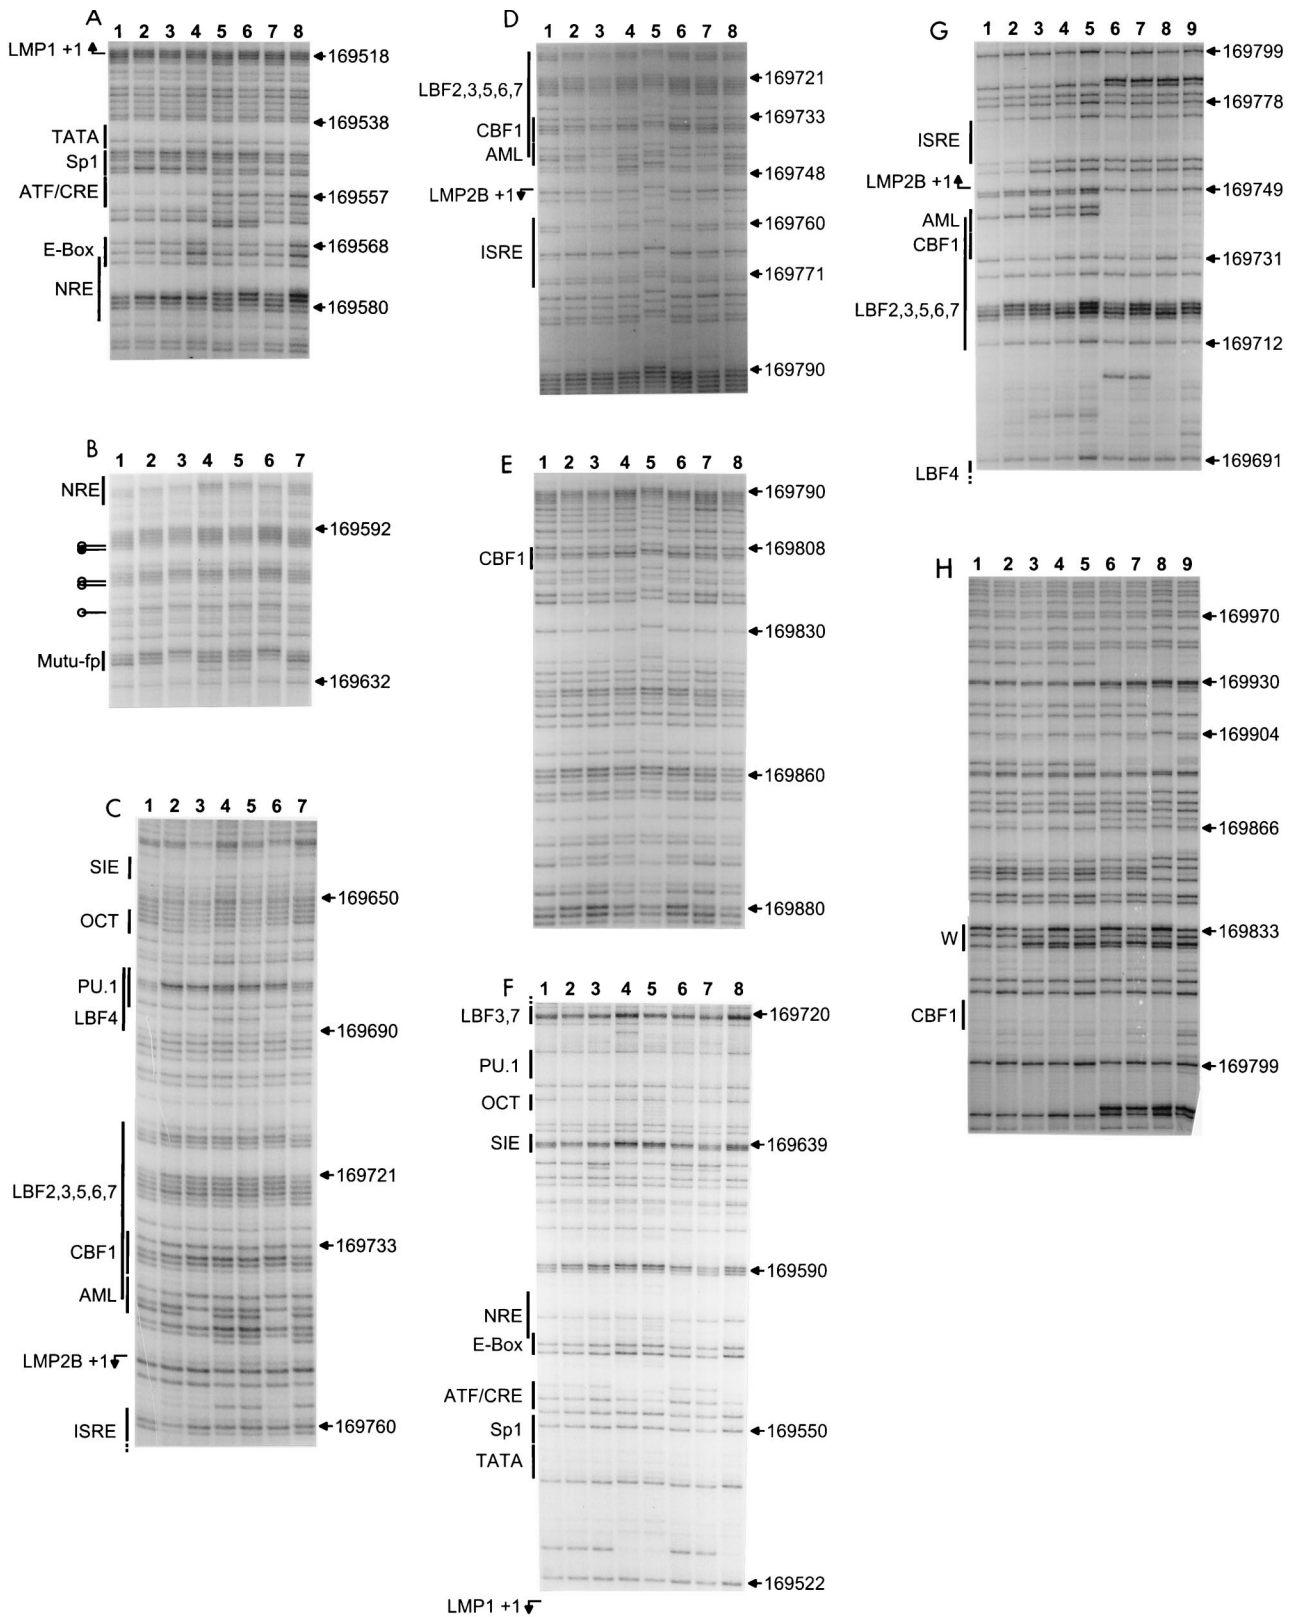 A
1 2 3 4 5 6 7 8
LMP1 +1
169518
169538
TATA
Sp1
ATF/CRE
169557
E-Box
169568
NRE
169580
B
1 2 3 4 5 6 7
NRE
169592
Mutu-fp
169632
C
1 2 3 4 5 6 7
SIE
169650
OCT
PU.1
LBF4
169690
LBF2,3,5,6,7
169721
CBF1
169733
AML
LMP2B +1
ISRE
169760
D
1 2 3 4 5 6 7 8
LBF2,3,5,6,7
169721
CBF1
169733
AML
169748
LMP2B +1
169760
ISRE
169771
169790
E
1 2 3 4 5 6 7 8
169790
CBF1
169808
169830
169860
169880
F
1 2 3 4 5 6 7 8
LBF3,7
169720
PU.1
OCT
SIE
169639
169590
NRE
E-Box
ATF/CRE
Sp1
169550
TATA
169522
LMP1 +1
G
1 2 3 4 5 6 7 8 9
169799
169778
ISRE
LMP2B +1
169749
AML
CBF1
169731
LBF2,3,5,6,7
169712
169691
LBF4
H
1 2 3 4 5 6 7 8 9
169970
169930
169904
169866
W
169833
CBF1
169799